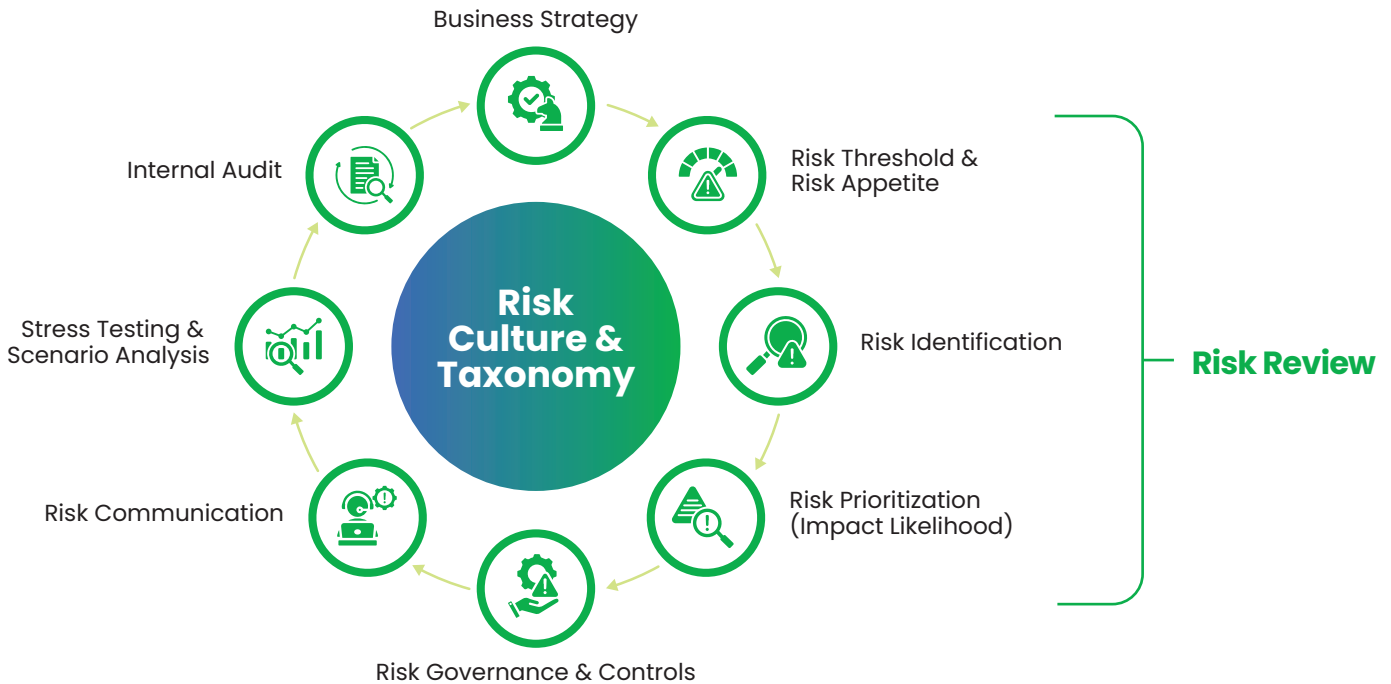 Business Strategy
Risk Threshold &
Risk Appetite
Risk Identification
Risk Prioritization
(Impact Likelihood)
Risk Governance & Controls
Risk Communication
Stress Testing &
Scenario Analysis
Internal Audit
Risk
Culture &
Taxonomy
Risk Review